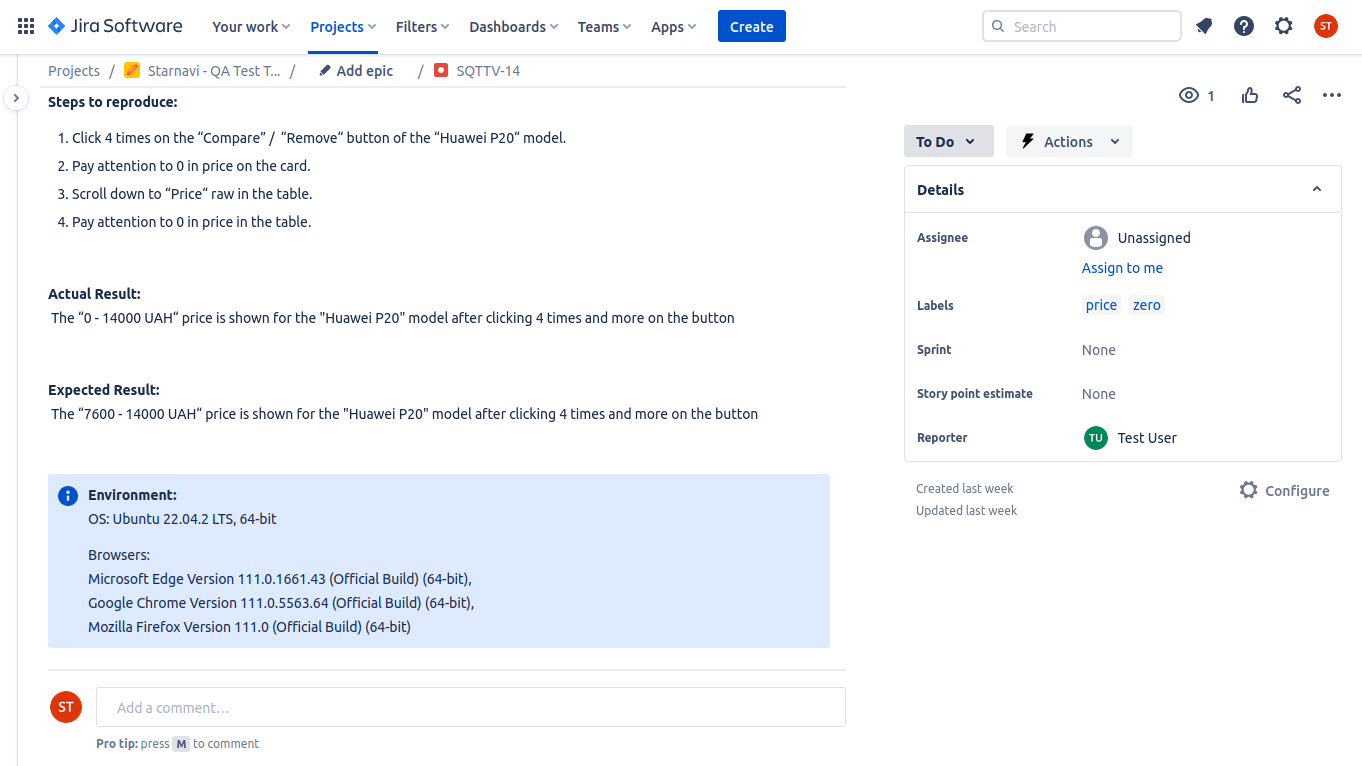 Jira Software Your work Projects Filters Dashboards Teams Apps Create Search ST
Projects / Starnavi - QA Test T... / Add epic / SQTTV-14
1
Steps to reproduce:
1. Click 4 times on the “Compare” / “Remove“ button of the “Huawei P20“ model.
2. Pay attention to 0 in price on the card.
3. Scroll down to “Price“ raw in the table.
4. Pay attention to 0 in price in the table.
Actual Result:
The “0 - 14000 UAH“ price is shown for the "Huawei P20" model after clicking 4 times and more on the button
Expected Result:
The “7600 - 14000 UAH“ price is shown for the "Huawei P20" model after clicking 4 times and more on the button
Environment:
OS: Ubuntu 22.04.2 LTS, 64-bit
Browsers:
Microsoft Edge Version 111.0.1661.43 (Official Build) (64-bit),
Google Chrome Version 111.0.5563.64 (Official Build) (64-bit),
Mozilla Firefox Version 111.0 (Official Build) (64-bit)
ST Add a comment…
Pro tip: press M to comment
To Do Actions
Details
Assignee Unassigned
Assign to me
Labels price zero
Sprint None
Story point estimate None
Reporter TU Test User
Created last week Configure
Updated last week